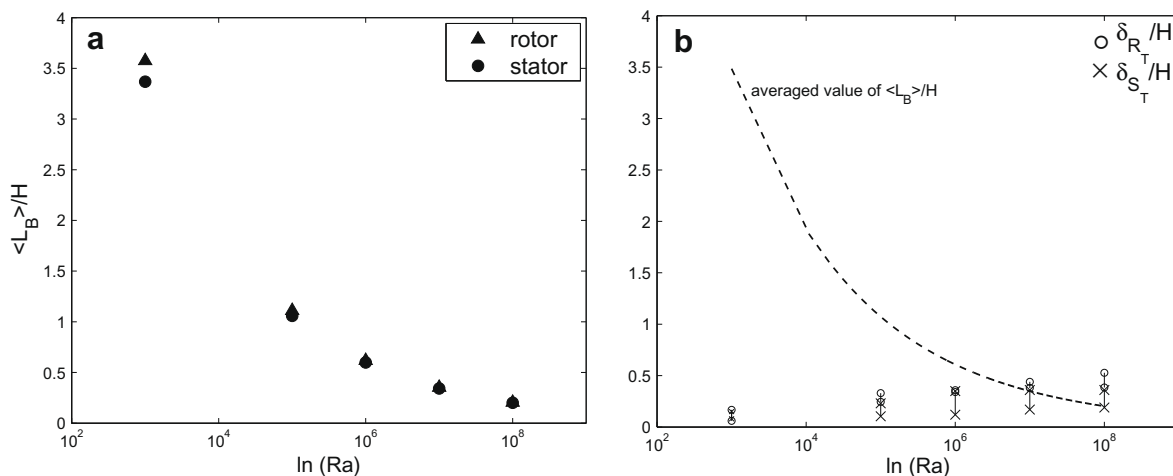 a
rotor
stator
4
3.5
3
2.5
2
1.5
1
0.5
0
<L_B>/H
10^2
10^4
10^6
10^8
ln (Ra)
b
δ_R_T/H
δ_S_T/H
averaged value of <L_B>/H
4
3.5
3
2.5
2
1.5
1
0.5
0
10^2
10^4
10^6
10^8
ln (Ra)